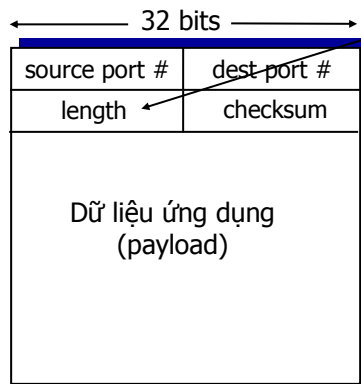 32 bits
source port # dest port #
length checksum
Dữ liệu ứng dụng
(payload)